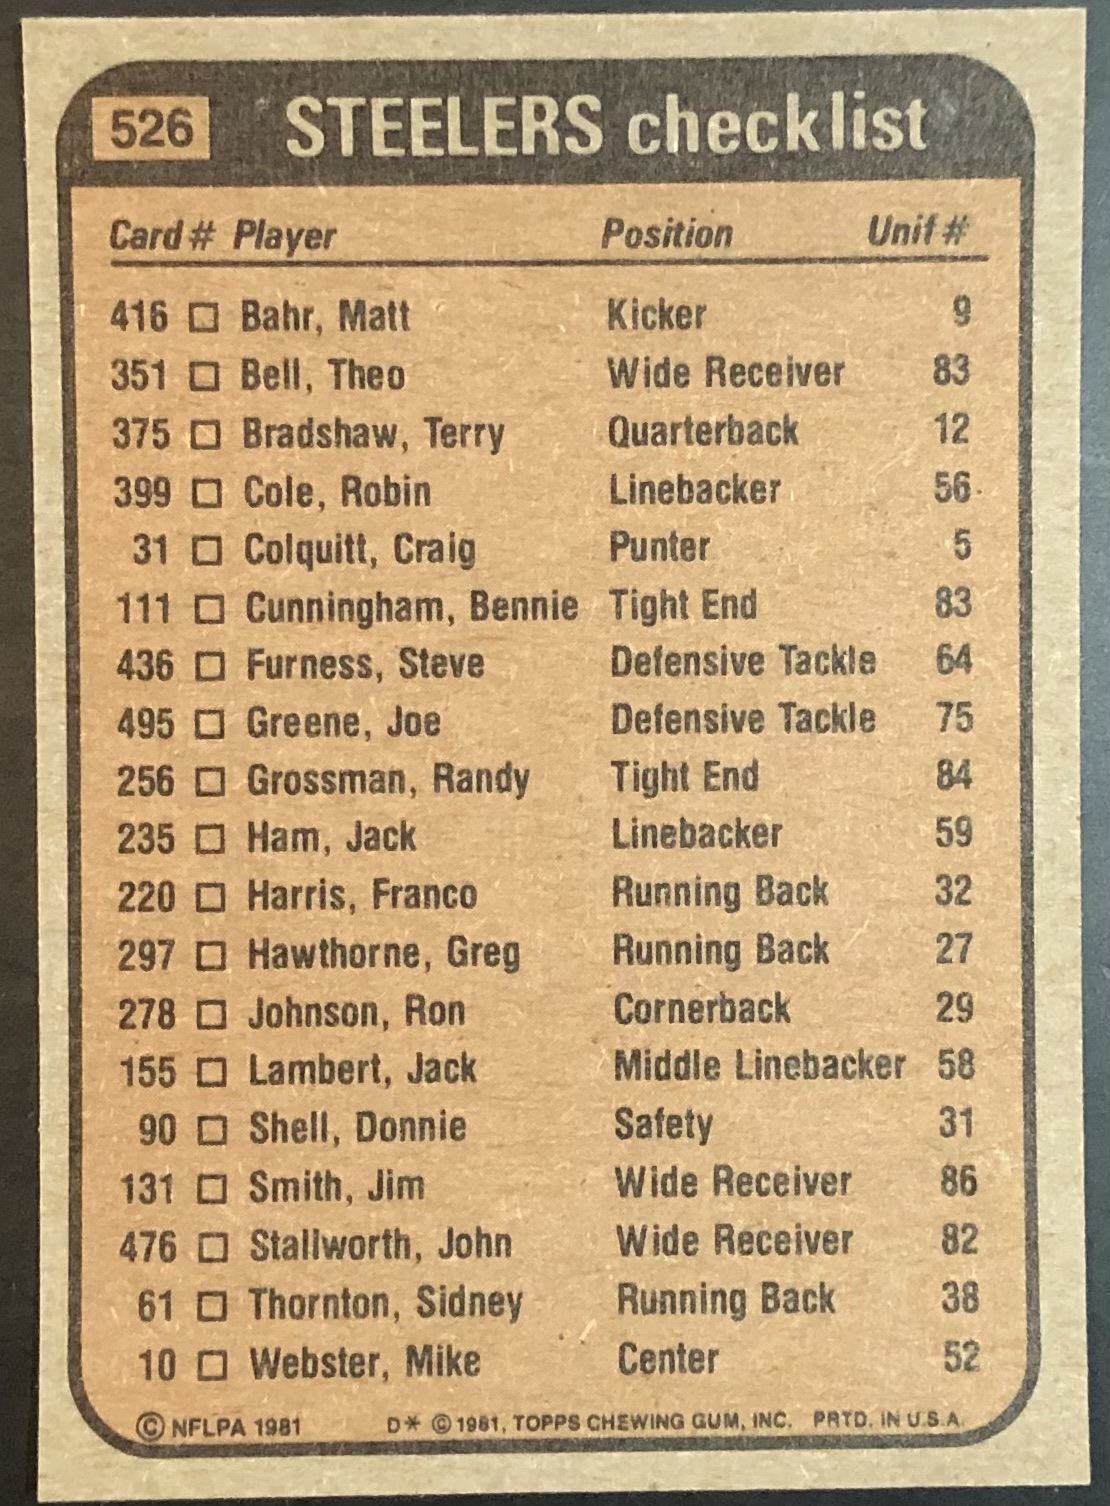 526 STEELERS checklist
Card # Player Position Unif #
416 □ Bahr, Matt Kicker 9
351 □ Bell, Theo Wide Receiver 83
375 □ Bradshaw, Terry Quarterback 12
399 □ Cole, Robin Linebacker 56
31 □ Colquitt, Craig Punter 5
111 □ Cunningham, Bennie Tight End 83
436 □ Furness, Steve Defensive Tackle 64
495 □ Greene, Joe Defensive Tackle 75
256 □ Grossman, Randy Tight End 84
235 □ Ham, Jack Linebacker 59
220 □ Harris, Franco Running Back 32
297 □ Hawthorne, Greg Running Back 27
278 □ Johnson, Ron Cornerback 29
155 □ Lambert, Jack Middle Linebacker 58
90 □ Shell, Donnie Safety 31
131 □ Smith, Jim Wide Receiver 86
476 □ Stallworth, John Wide Receiver 82
61 □ Thornton, Sidney Running Back 38
10 □ Webster, Mike Center 52
© NFLPA 1981 D* © 1981, TOPPS CHEWING GUM, INC. PRTD. IN U.S.A.